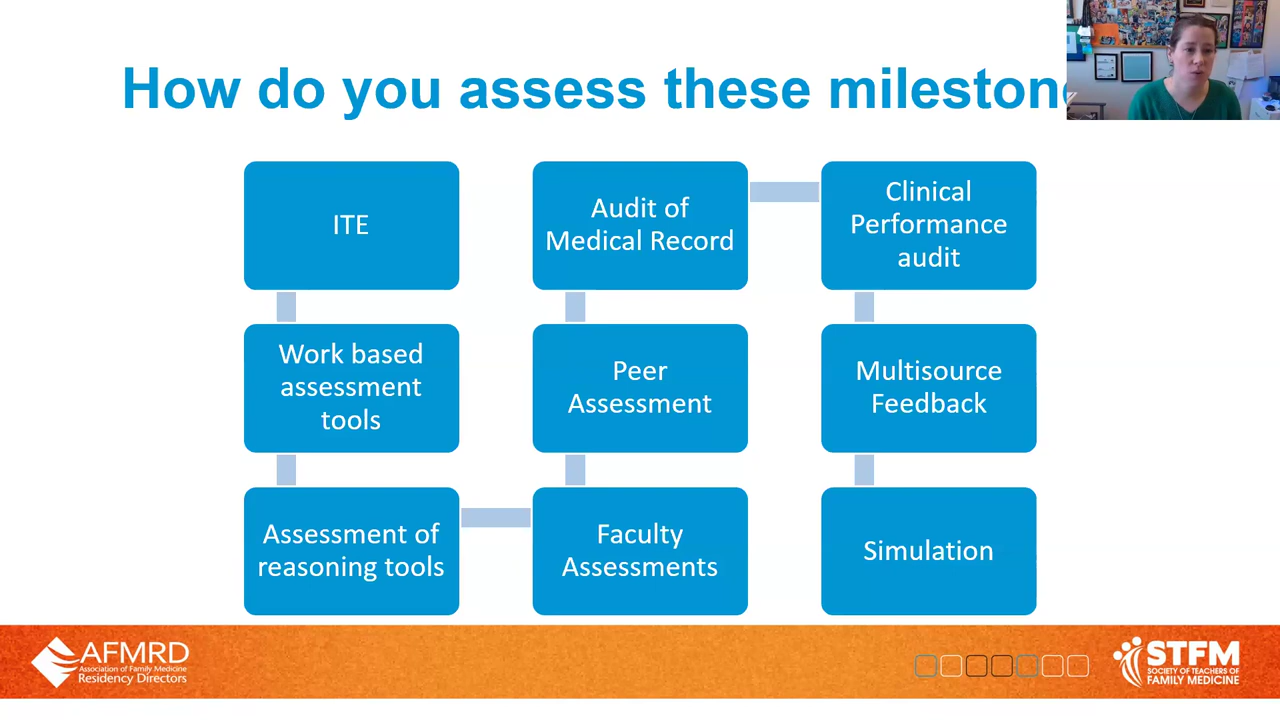 How do you assess these
ITE
Work based
assessment
tools
Assessment of
reasoning tools
Faculty
Assessments
Peer
Assessment
Audit of
Medical Record
Clinical
Performance
audit
Multisource
Feedback
Simulation
AFMRD
Association of Family Medicine
Residency Directors
STFM
SOCIETY OF TEACHERS OF
FAMILY MEDICINE